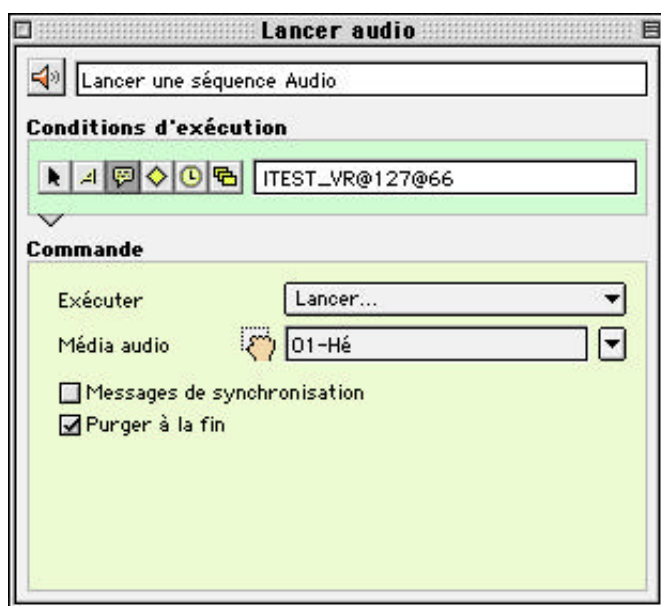 Lancer audio
Lancer une séquence Audio
Conditions d'exécution
ITEST_VR@127@66
Commande
Exécuter Lancer...
Média audio 01-Hé
Messages de synchronisation
Purger à la fin